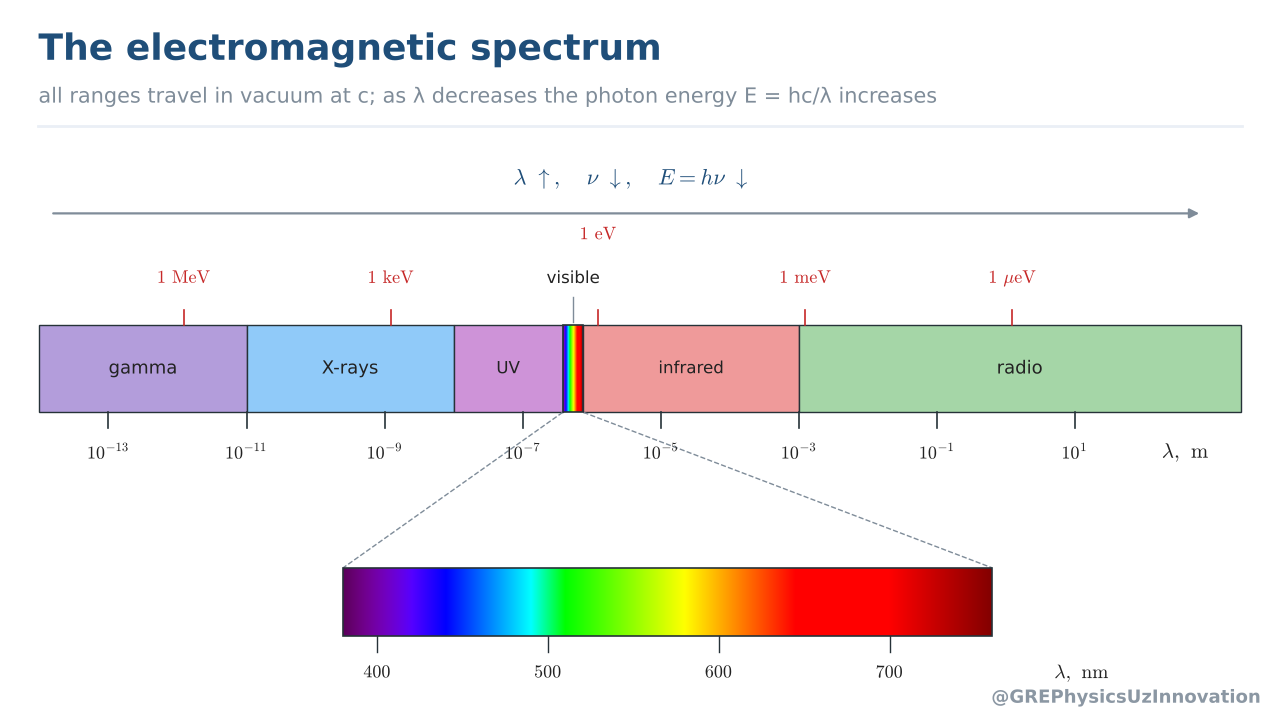 The electromagnetic spectrum
all ranges travel in vacuum at c; as λ decreases the photon energy E = hc/λ increases
λ ↑, ν ↓, E = hν ↓
1 eV
1 MeV 1 keV visible 1 meV 1 μeV
gamma X-rays UV infrared radio
10⁻¹³ 10⁻¹¹ 10⁻⁹ 10⁻⁷ 10⁻⁵ 10⁻³ 10⁻¹ 10¹ λ, m
400 500 600 700 λ, nm
@GREPhysicsUzInnovation